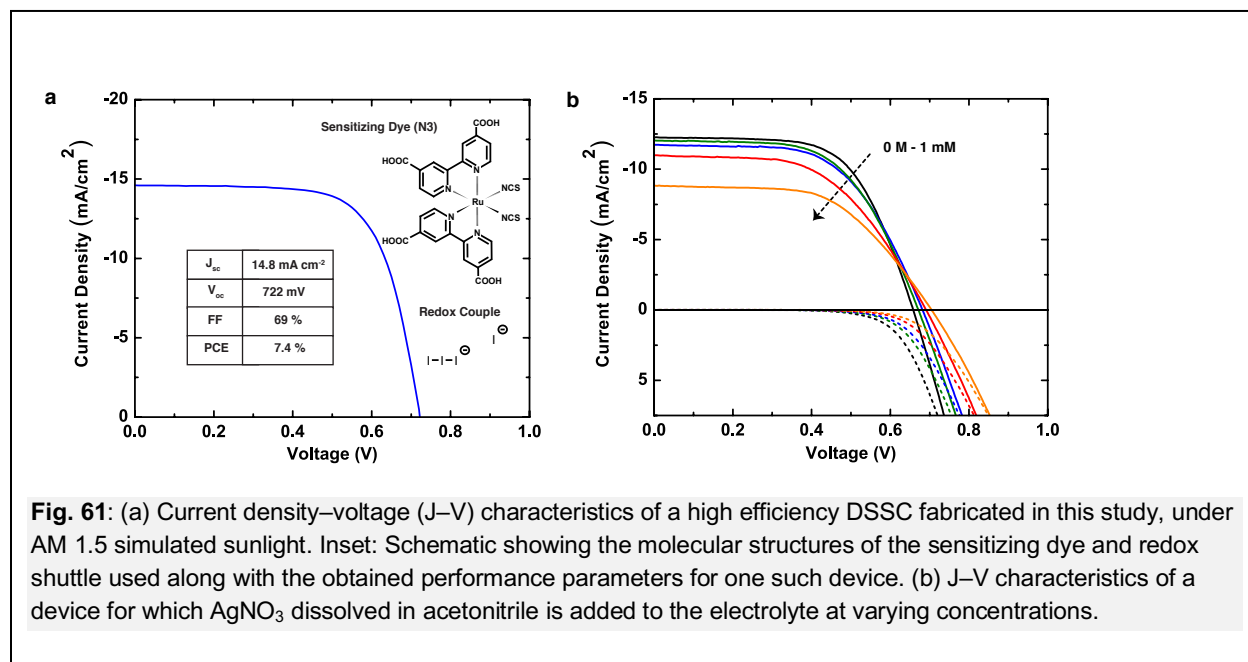 a
Current Density (mA/cm2)
-20
-15
-10
-5
0
0.0 0.2 0.4 0.6 0.8 1.0
Voltage (V)
Sensitizing Dye (N3)
COOH
HOOC
N
N
NCS
Ru
NCS
N
N
HOOC
COOH
Redox Couple
I ⊖
I-I-I ⊖
Jsc 14.8 mA cm-2
Voc 722 mV
FF 69 %
PCE 7.4 %
b
Current Density (mA/cm2)
-15
-10
-5
0
5
0.0 0.2 0.4 0.6 0.8 1.0
Voltage (V)
0 M - 1 mM
Fig. 61: (a) Current density–voltage (J–V) characteristics of a high efficiency DSSC fabricated in this study, under
AM 1.5 simulated sunlight. Inset: Schematic showing the molecular structures of the sensitizing dye and redox
shuttle used along with the obtained performance parameters for one such device. (b) J–V characteristics of a
device for which AgNO3 dissolved in acetonitrile is added to the electrolyte at varying concentrations.